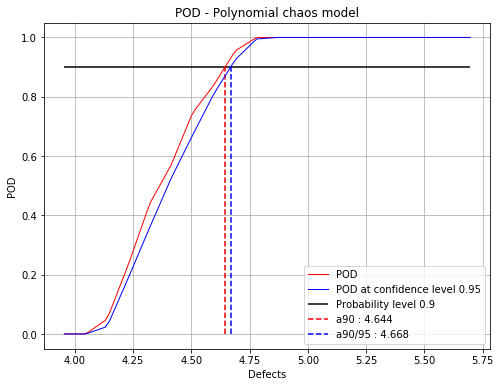 POD - Polynomial chaos model
1.0
0.8
0.6
0.4
0.2
0.0
POD
POD
POD at confidence level 0.95
Probability level 0.9
a90 : 4.644
a90/95 : 4.668
4.00 4.25 4.50 4.75 5.00 5.25 5.50 5.75
Defects